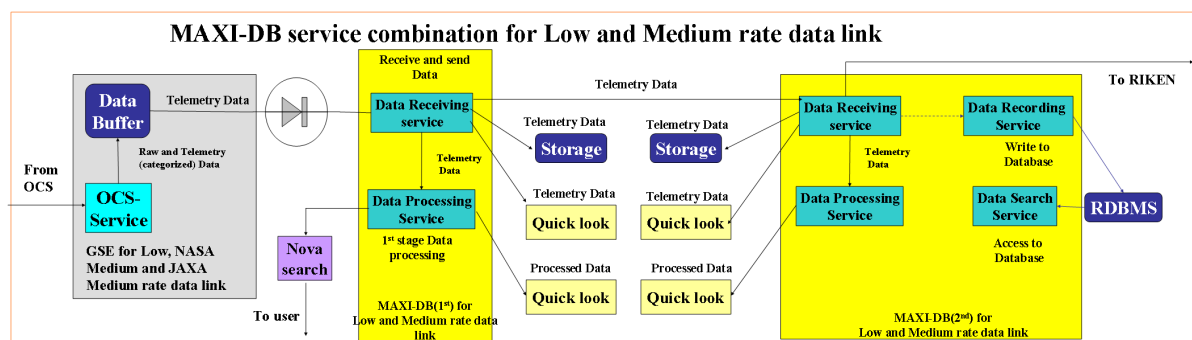 MAXI-DB service combination for Low and Medium rate data link
From
OCS
Data
Buffer
Raw and Telemetry
(categorized) Data
OCS-
Service
GSE for Low, NASA
Medium and JAXA
Medium rate data link
Telemetry Data
Receive and send
Data
Data Receiving
service
Telemetry
Data
Data Processing
Service
1st stage Data
processing
MAXI-DB(1st) for
Low and Medium rate data
link
Nova
search
To user
Telemetry Data
Telemetry Data
Storage
Telemetry Data
Quick look
Processed Data
Quick look
Telemetry Data
Storage
Telemetry Data
Quick look
Processed Data
Quick look
Data Receiving
service
Telemetry
Data
Data Processing
Service
Data Recording
Service
Write to
Database
Data Search
Service
Access to
Database
MAXI-DB(2nd) for
Low and Medium rate data link
To RIKEN
RDBMS